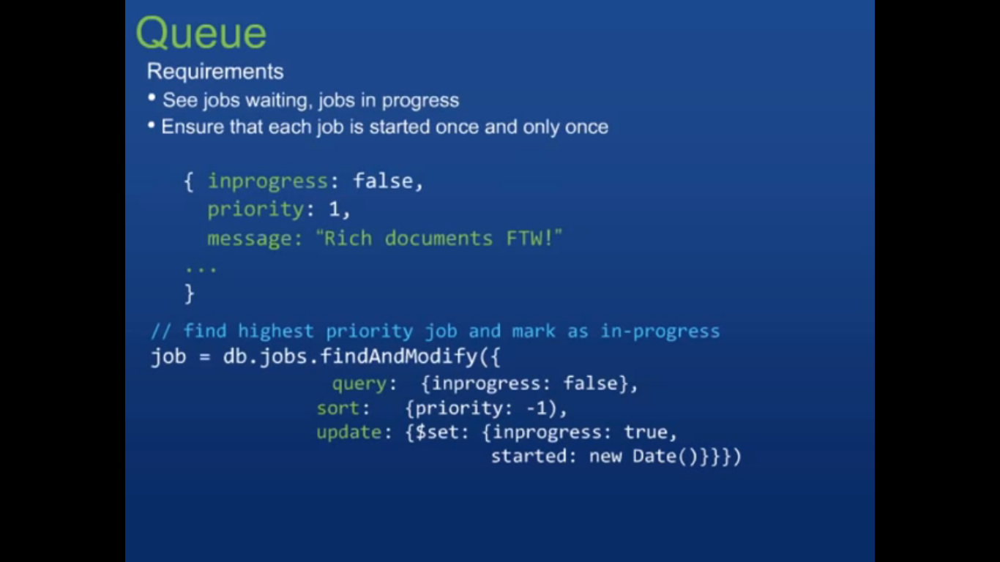 Queue
Requirements
• See jobs waiting, jobs in progress
• Ensure that each job is started once and only once
{ inprogress: false,
priority: 1,
message: “Rich documents FTW!”
...
}
// find highest priority job and mark as in-progress
job = db.jobs.findAndModify({
query: {inprogress: false},
sort: {priority: -1),
update: {$set: {inprogress: true,
started: new Date()}}})